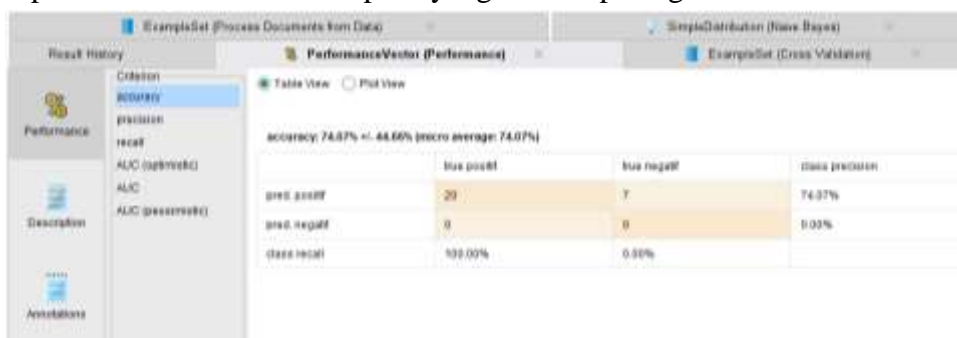 ExampleSet (Process Documents from Data)
SimpleDistribution (Naive Bayes)
Result History
PerformanceVector (Performance)
ExampleSet (Cross Validation)
Performance
Description
Annotations
Criterion
accuracy
precision
recall
AUC (optimistic)
AUC
AUC (pessimistic)
Table View Plot View
accuracy: 74.07% +/- 44.66% (micro average: 74.07%)
true positif true negatif class precision
pred. positif 20 7 74.07%
pred. negatif 0 0 0.00%
class recall 100.00% 0.00%